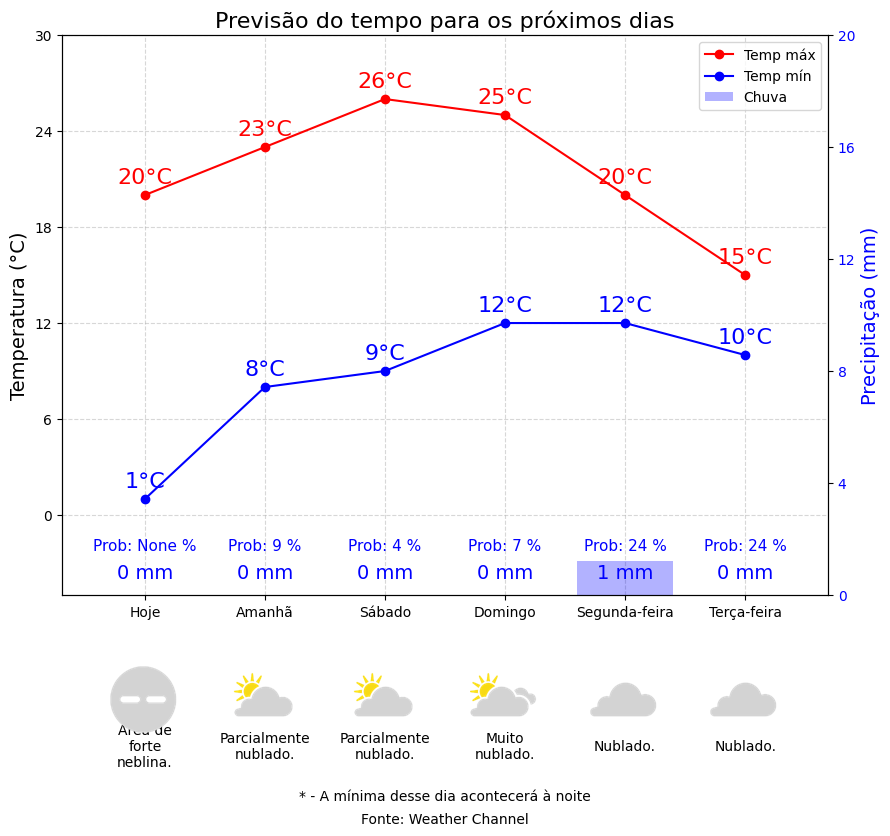 Previsão do tempo para os próximos dias
30
24
18
12
6
0
Temperatura (°C)
20
16
12
8
4
0
Precipitação (mm)
Temp máx
Temp mín
Chuva
20°C
23°C
26°C
25°C
20°C
15°C
1°C
8°C
9°C
12°C
12°C
10°C
Prob: None % Prob: 9 % Prob: 4 % Prob: 7 % Prob: 24 % Prob: 24 %
0 mm 0 mm 0 mm 0 mm 1 mm 0 mm
Hoje Amanhã Sábado Domingo Segunda-feira Terça-feira
Área de
forte
neblina.
Parcialmente
nublado.
Parcialmente
nublado.
Muito
nublado.
Nublado.
Nublado.
* - A mínima desse dia acontecerá à noite
Fonte: Weather Channel